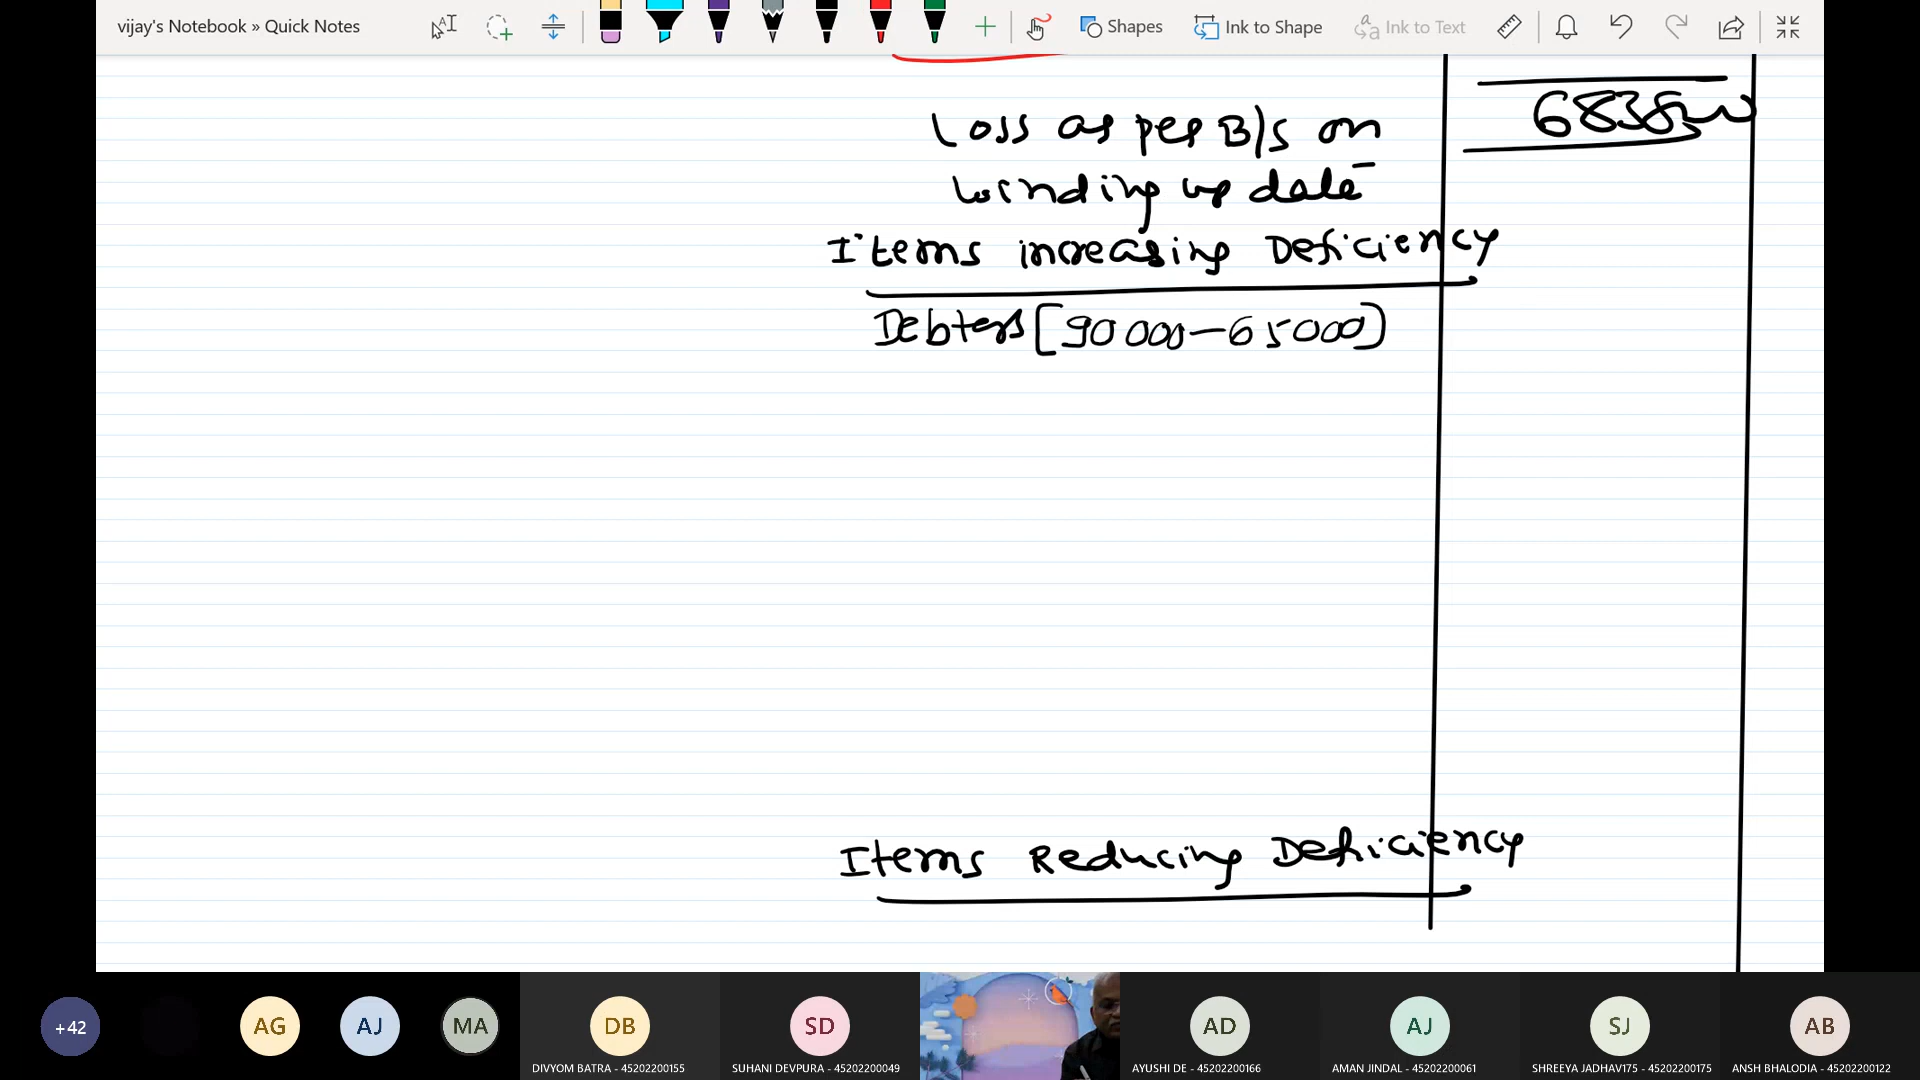 vijay's Notebook » Quick Notes
Shapes
Ink to Shape
Ink to Text
683500
Loss as per B/S on
winding up date
Items increasing Deficiency
Debtors [90000-65000]
Items Reducing Deficiency
+42
AG
AJ
MA
DB
SD
AD
AJ
SJ
AB
DIVYOM BATRA - 45202200155
SUHANI DEVPURA - 45202200049
AYUSHI DE - 45202200166
AMAN JINDAL - 45202200061
SHREEYA JADHAV175 - 45202200175
ANSH BHALODIA - 45202200122